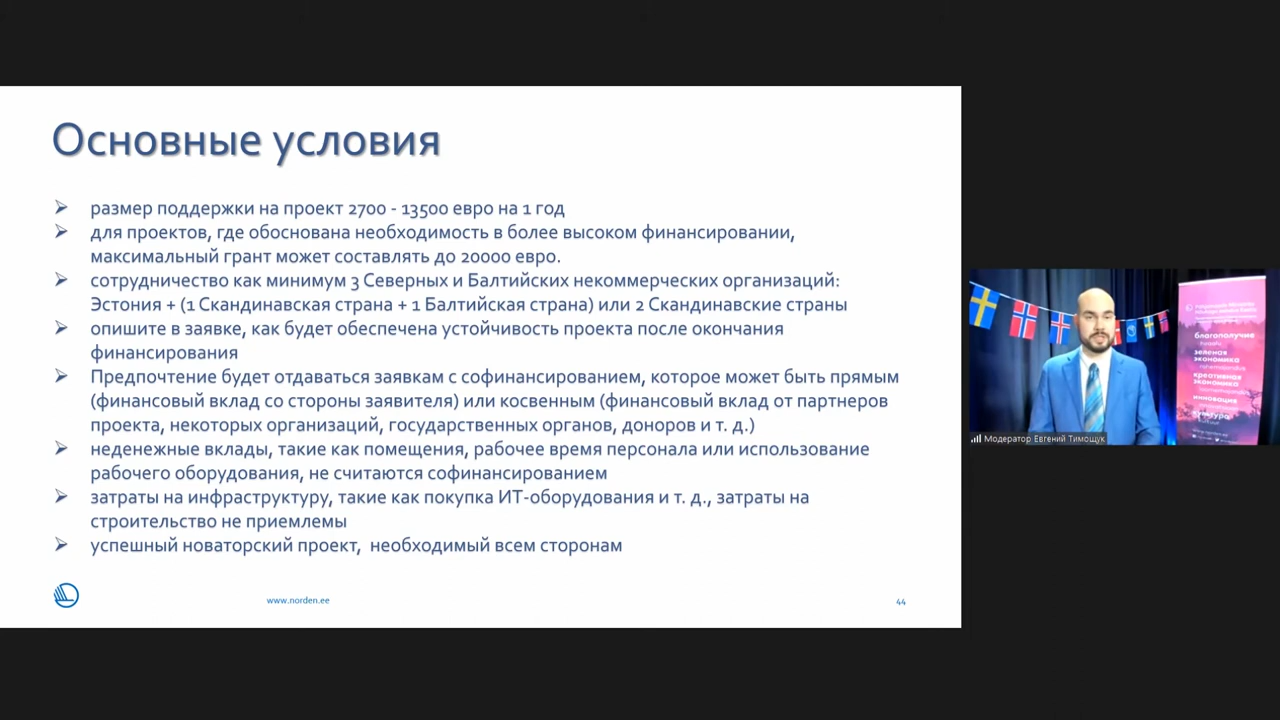 Основные условия
размер поддержки на проект 2700 - 13500 евро на 1 год
для проектов, где обоснована необходимость в более высоком финансировании,
максимальный грант может составлять до 20000 евро.
сотрудничество как минимум 3 Северных и Балтийских некоммерческих организаций:
Эстония + (1 Скандинавская страна + 1 Балтийская страна) или 2 Скандинавские страны
опишите в заявке, как будет обеспечена устойчивость проекта после окончания
финансирования
Предпочтение будет отдаваться заявкам с софинансированием, которое может быть прямым
(финансовый вклад со стороны заявителя) или косвенным (финансовый вклад от партнеров
проекта, некоторых организаций, государственных органов, доноров и т. д.)
неденежные вклады, такие как помещения, рабочее время персонала или использование
рабочего оборудования, не считаются софинансированием
затраты на инфраструктуру, такие как покупка ИТ-оборудования и т. д., затраты на
строительство не приемлемы
успешный новаторский проект, необходимый всем сторонам
www.norden.ee
44
благополучие
зеленая
экономика
креативная
экономика
инновация
культура
Модератор Евгений Тимощук